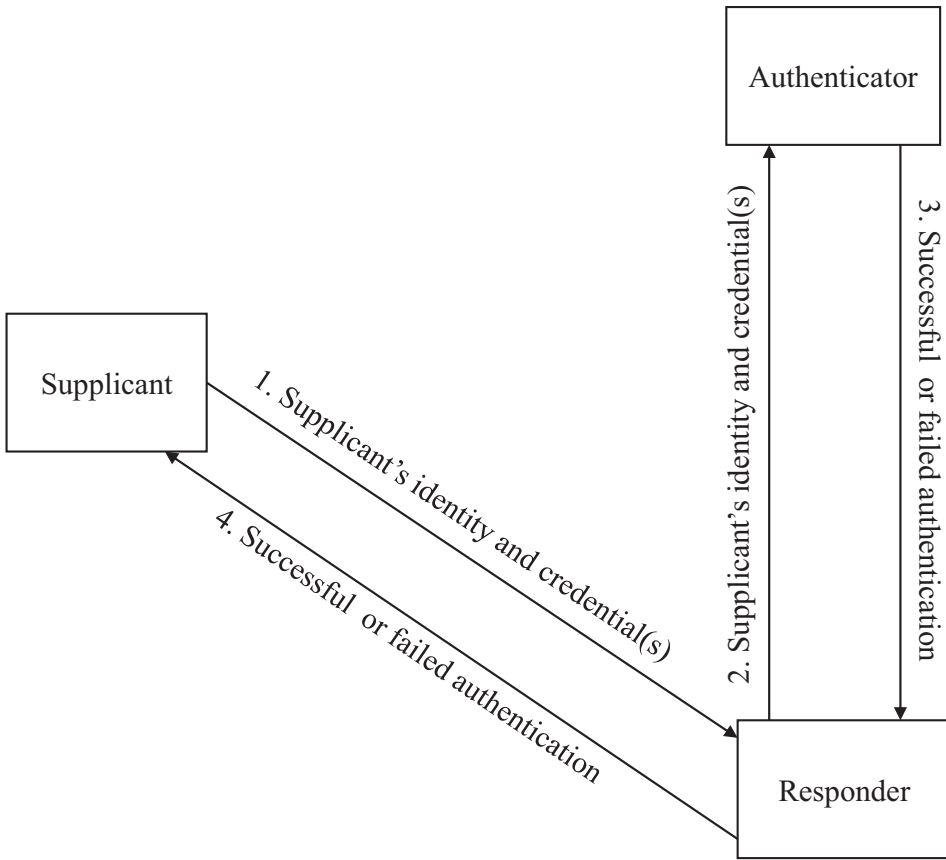 Authenticator
Supplicant
1. Supplicant’s identity and credential(s)
2. Supplicant’s identity and credential(s)
3. Successful or failed authentication
4. Successful or failed authentication
Responder